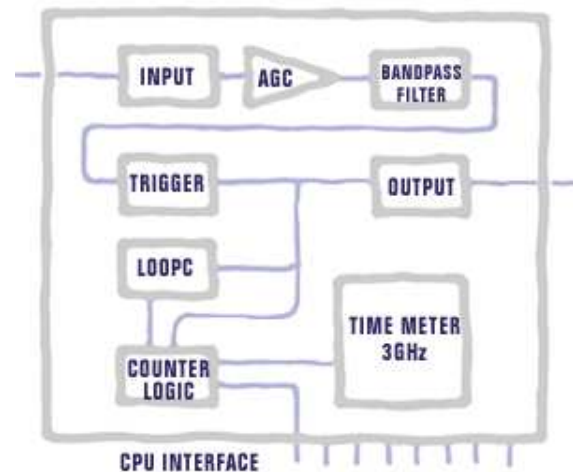 INPUT
AGC
BANDPASS
FILTER
TRIGGER
OUTPUT
LOOPC
TIME METER
3GHz
COUNTER
LOGIC
CPU INTERFACE